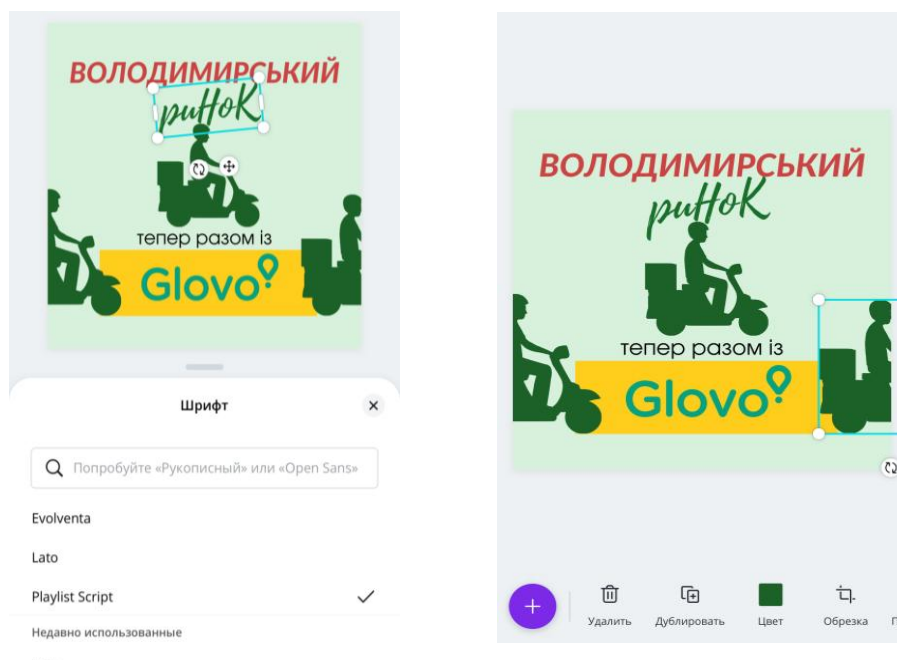 ВОЛОДИМИРСЬКИЙ
риНоК
тепер разом із
Glovo
Шрифт
Попробуйте «Рукописный» или «Open Sans»
Evolventa
Lato
Playlist Script
Недавно использованные
ВОЛОДИМИРСЬКИЙ
риНоК
тепер разом із
Glovo
Удалить
Дублировать
Цвет
Обрезка